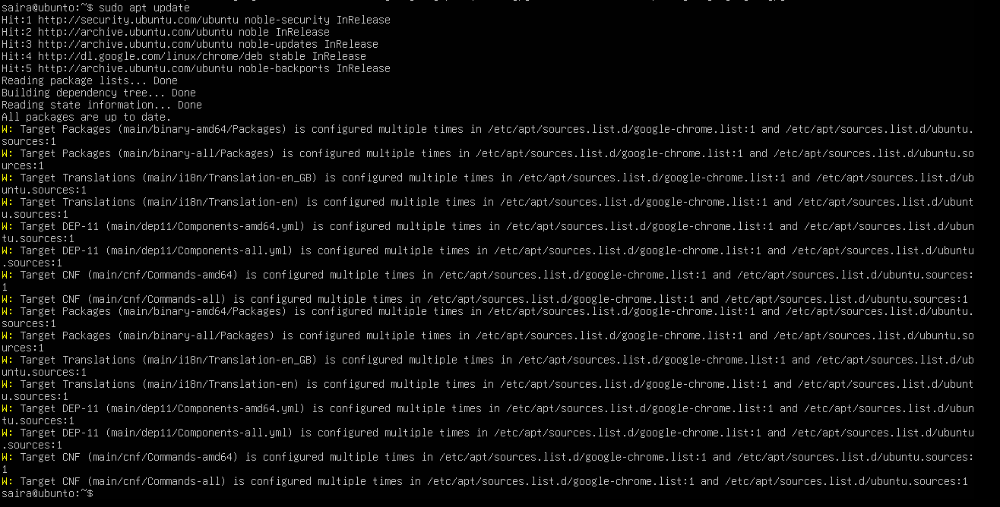 saira@ubunto:~$ sudo apt update
Hit:1 http://security.ubuntu.com/ubuntu noble-security InRelease
Hit:2 http://archive.ubuntu.com/ubuntu noble InRelease
Hit:3 http://archive.ubuntu.com/ubuntu noble-updates InRelease
Hit:4 http://dl.google.com/linux/chrome/deb stable InRelease
Hit:5 http://archive.ubuntu.com/ubuntu noble-backports InRelease
Reading package lists... Done
Building dependency tree... Done
Reading state information... Done
All packages are up to date.
W: Target Packages (main/binary-amd64/Packages) is configured multiple times in /etc/apt/sources.list.d/google-chrome.list:1 and /etc/apt/sources.list.d/ubuntu.
sources:1
W: Target Packages (main/binary-all/Packages) is configured multiple times in /etc/apt/sources.list.d/google-chrome.list:1 and /etc/apt/sources.list.d/ubuntu.so
urces:1
W: Target Translations (main/i18n/Translation-en_GB) is configured multiple times in /etc/apt/sources.list.d/google-chrome.list:1 and /etc/apt/sources.list.d/ub
untu.sources:1
W: Target Translations (main/i18n/Translation-en) is configured multiple times in /etc/apt/sources.list.d/google-chrome.list:1 and /etc/apt/sources.list.d/ubunt
u.sources:1
W: Target DEP-11 (main/dep11/Components-amd64.yml) is configured multiple times in /etc/apt/sources.list.d/google-chrome.list:1 and /etc/apt/sources.list.d/ubun
tu.sources:1
W: Target DEP-11 (main/dep11/Components-all.yml) is configured multiple times in /etc/apt/sources.list.d/google-chrome.list:1 and /etc/apt/sources.list.d/ubuntu
.sources:1
W: Target CNF (main/cnf/Commands-amd64) is configured multiple times in /etc/apt/sources.list.d/google-chrome.list:1 and /etc/apt/sources.list.d/ubuntu.sources:
1
W: Target CNF (main/cnf/Commands-all) is configured multiple times in /etc/apt/sources.list.d/google-chrome.list:1 and /etc/apt/sources.list.d/ubuntu.sources:1
W: Target Packages (main/binary-amd64/Packages) is configured multiple times in /etc/apt/sources.list.d/google-chrome.list:1 and /etc/apt/sources.list.d/ubuntu.
sources:1
W: Target Packages (main/binary-all/Packages) is configured multiple times in /etc/apt/sources.list.d/google-chrome.list:1 and /etc/apt/sources.list.d/ubuntu.so
urces:1
W: Target Translations (main/i18n/Translation-en_GB) is configured multiple times in /etc/apt/sources.list.d/google-chrome.list:1 and /etc/apt/sources.list.d/ub
untu.sources:1
W: Target Translations (main/i18n/Translation-en) is configured multiple times in /etc/apt/sources.list.d/google-chrome.list:1 and /etc/apt/sources.list.d/ubunt
u.sources:1
W: Target DEP-11 (main/dep11/Components-amd64.yml) is configured multiple times in /etc/apt/sources.list.d/google-chrome.list:1 and /etc/apt/sources.list.d/ubun
tu.sources:1
W: Target DEP-11 (main/dep11/Components-all.yml) is configured multiple times in /etc/apt/sources.list.d/google-chrome.list:1 and /etc/apt/sources.list.d/ubuntu
.sources:1
W: Target CNF (main/cnf/Commands-amd64) is configured multiple times in /etc/apt/sources.list.d/google-chrome.list:1 and /etc/apt/sources.list.d/ubuntu.sources:
1
W: Target CNF (main/cnf/Commands-all) is configured multiple times in /etc/apt/sources.list.d/google-chrome.list:1 and /etc/apt/sources.list.d/ubuntu.sources:1
saira@ubunto:~$